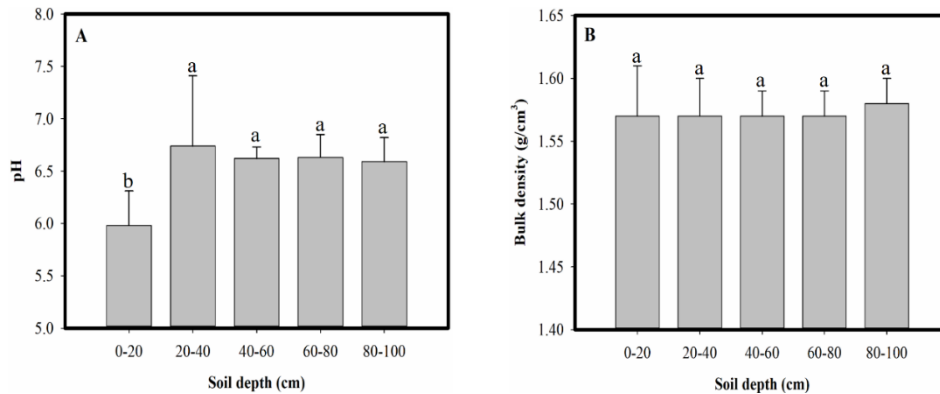 A
pH
8.0
7.5
7.0
6.5
6.0
5.5
5.0
b
a
a
a
a
0-20
20-40
40-60
60-80
80-100
Soil depth (cm)
B
Bulk density (g/cm³)
1.65
1.60
1.55
1.50
1.45
1.40
a
a
a
a
a
0-20
20-40
40-60
60-80
80-100
Soil depth (cm)